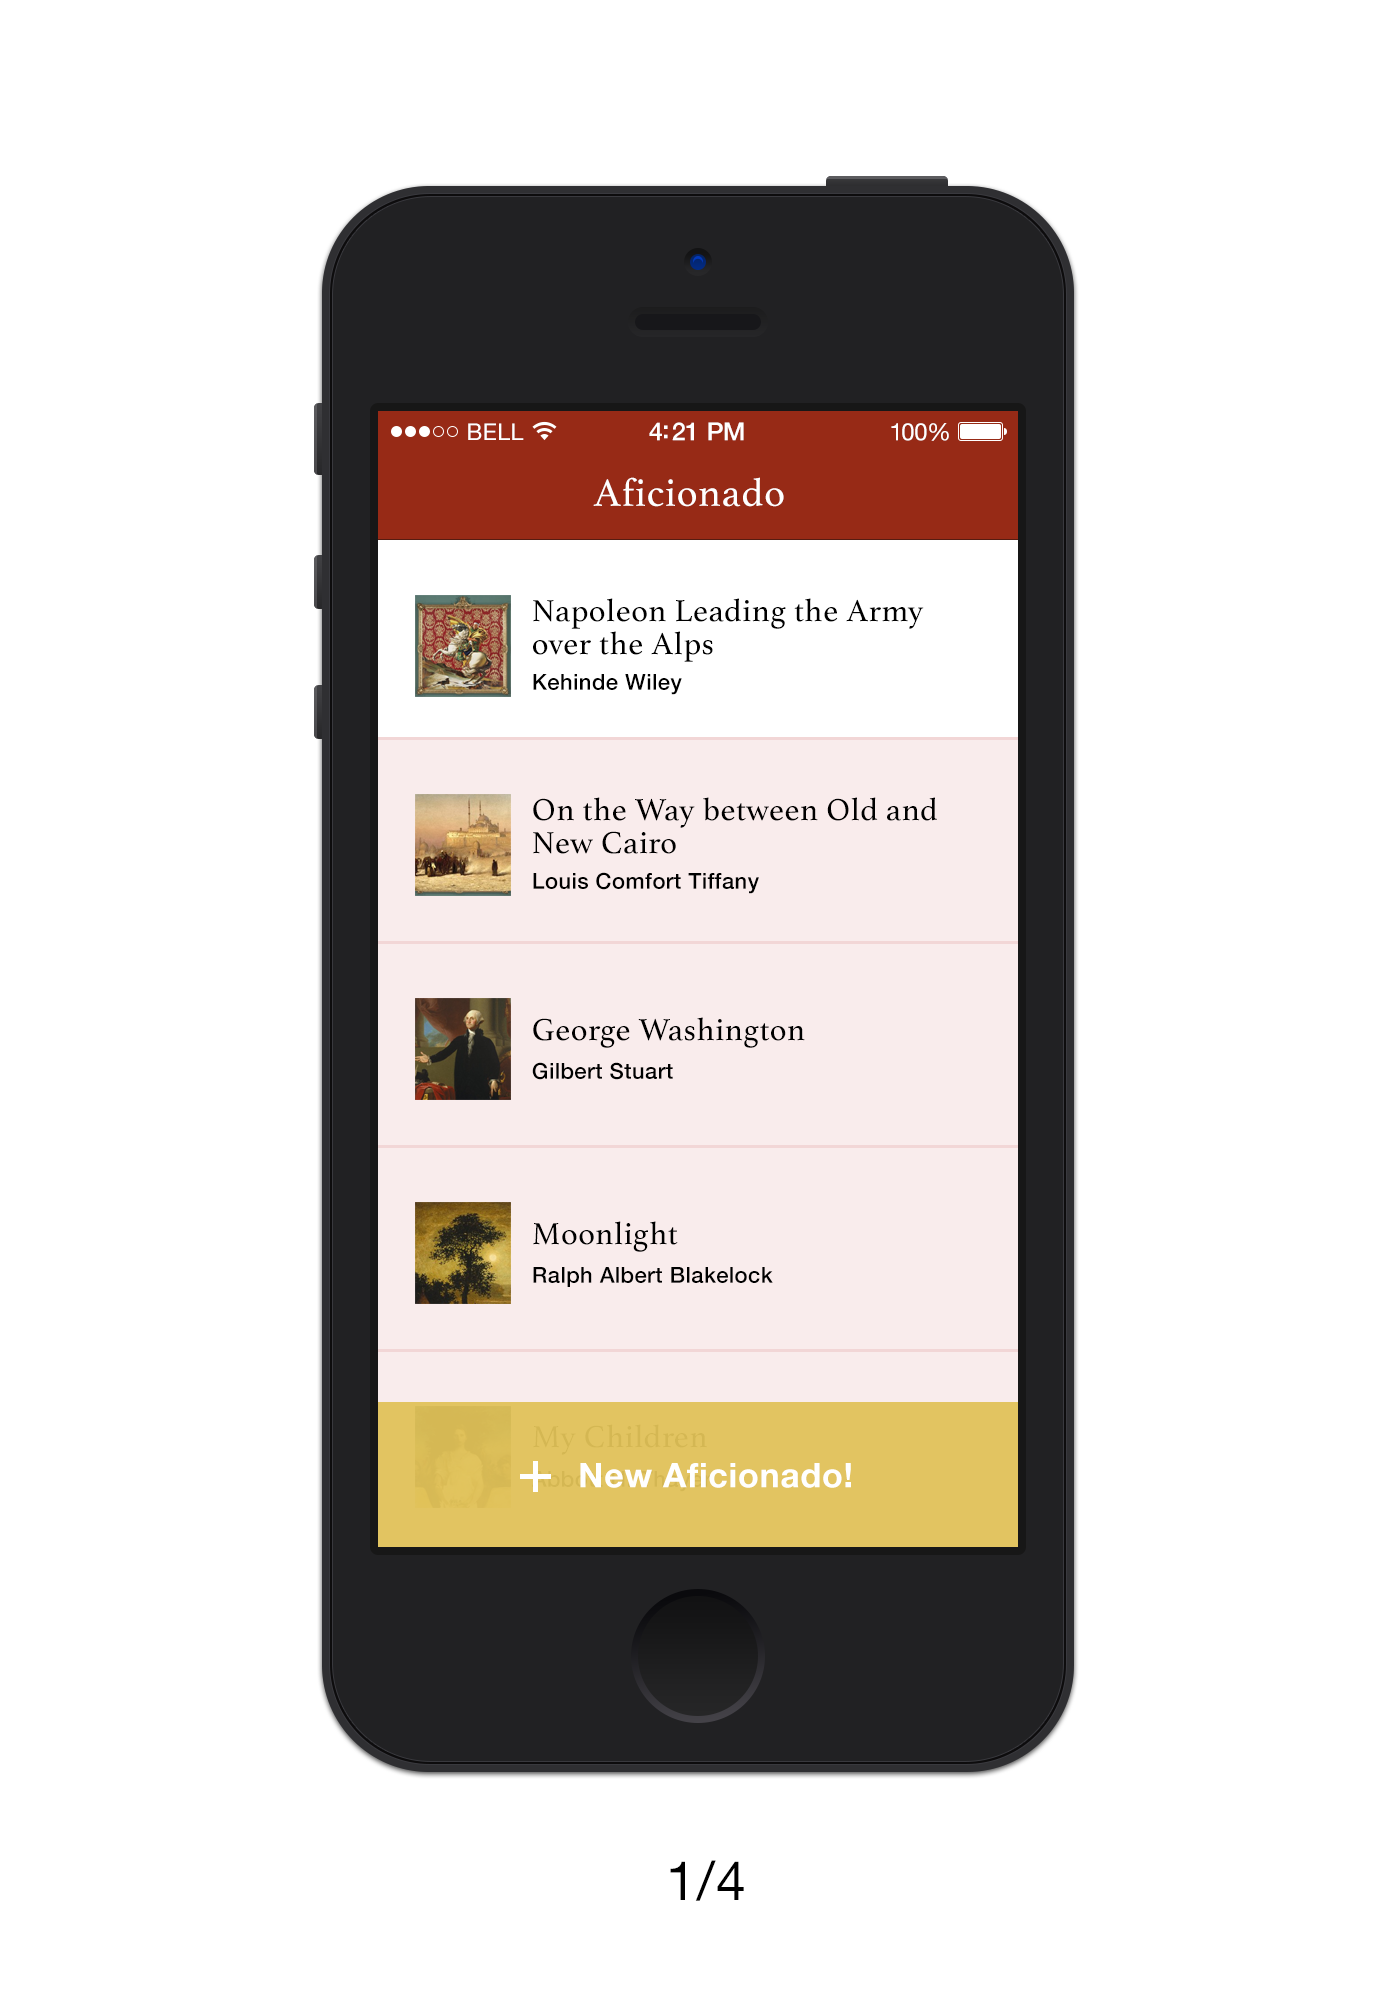 BELL 4:21 PM 100%
Aficionado
Napoleon Leading the Army
over the Alps
Kehinde Wiley
On the Way between Old and
New Cairo
Louis Comfort Tiffany
George Washington
Gilbert Stuart
Moonlight
Ralph Albert Blakelock
My Children
+ New Aficionado!
1/4